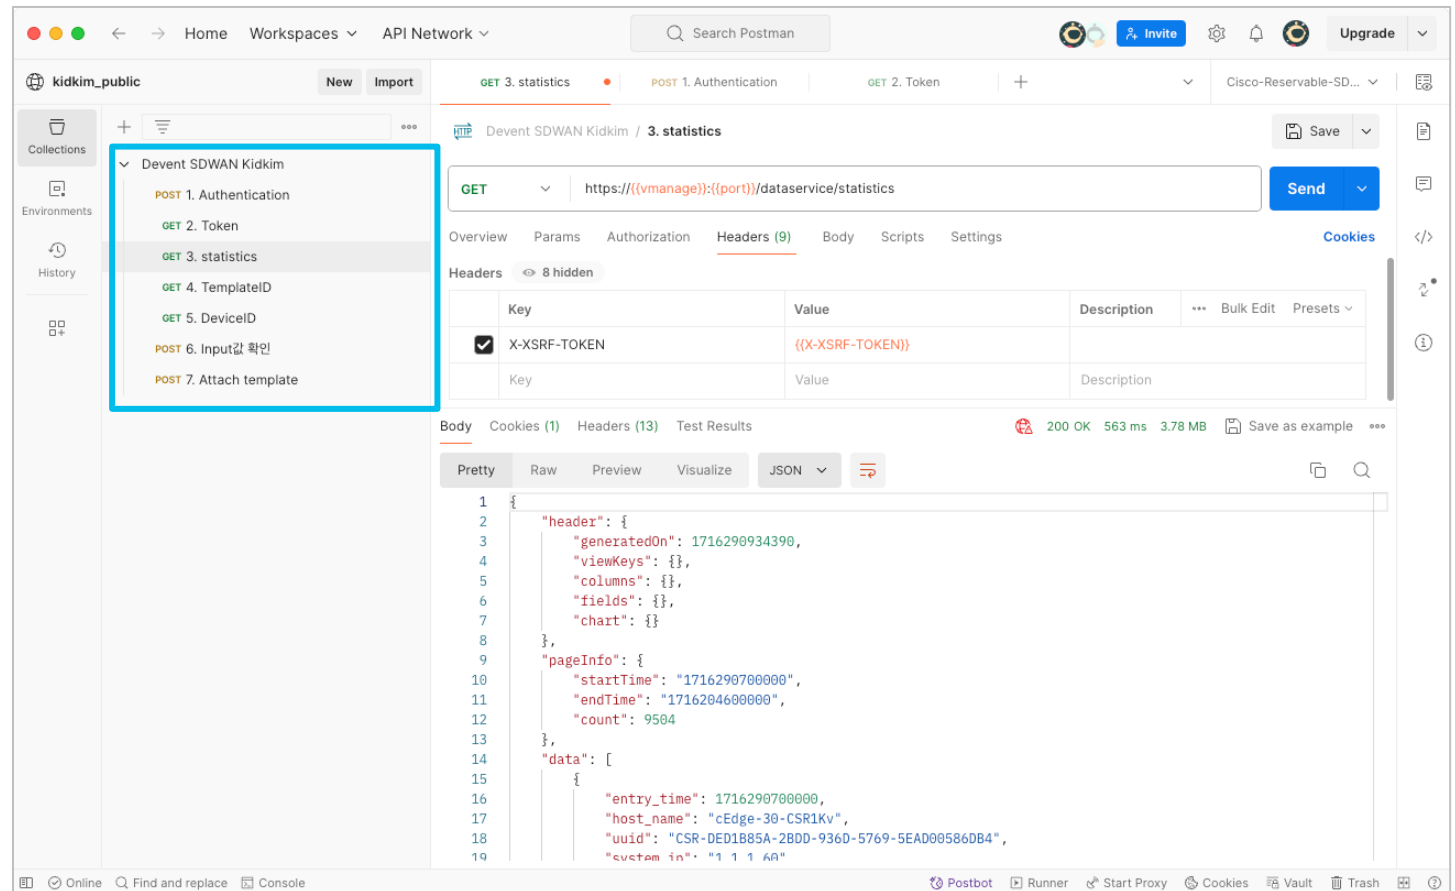 Home Workspaces API Network Search Postman Invite Upgrade
kidkim_public New Import GET 3. statistics POST 1. Authentication GET 2. Token Cisco-Reservable-SD...
Collections
Environments
History
Devent SDWAN Kidkim
POST 1. Authentication
GET 2. Token
GET 3. statistics
GET 4. TemplateID
GET 5. DeviceID
POST 6. Input값 확인
POST 7. Attach template
HTTP Devent SDWAN Kidkim / 3. statistics Save
GET https://{{vmanage}}:{{port}}/dataservice/statistics Send
Overview Params Authorization Headers (9) Body Scripts Settings Cookies
Headers 8 hidden
Key Value Description Bulk Edit Presets
X-XSRF-TOKEN {{X-XSRF-TOKEN}}
Key Value Description
Body Cookies (1) Headers (13) Test Results 200 OK 563 ms 3.78 MB Save as example
Pretty Raw Preview Visualize JSON
1 {
2 "header": {
3 "generatedOn": 1716290934390,
4 "viewKeys": {},
5 "columns": {},
6 "fields": {},
7 "chart": {}
8 },
9 "pageInfo": {
10 "startTime": "1716290700000",
11 "endTime": "1716204600000",
12 "count": 9504
13 },
14 "data": [
15 {
16 "entry_time": 1716290700000,
17 "host_name": "cEdge-30-CSR1Kv",
18 "uuid": "CSR-DED1B85A-2BDD-936D-5769-5EAD00586DB4",
19 "system_ip": "1.1.1.60"
Online Find and replace Console Postbot Runner Start Proxy Cookies Vault Trash